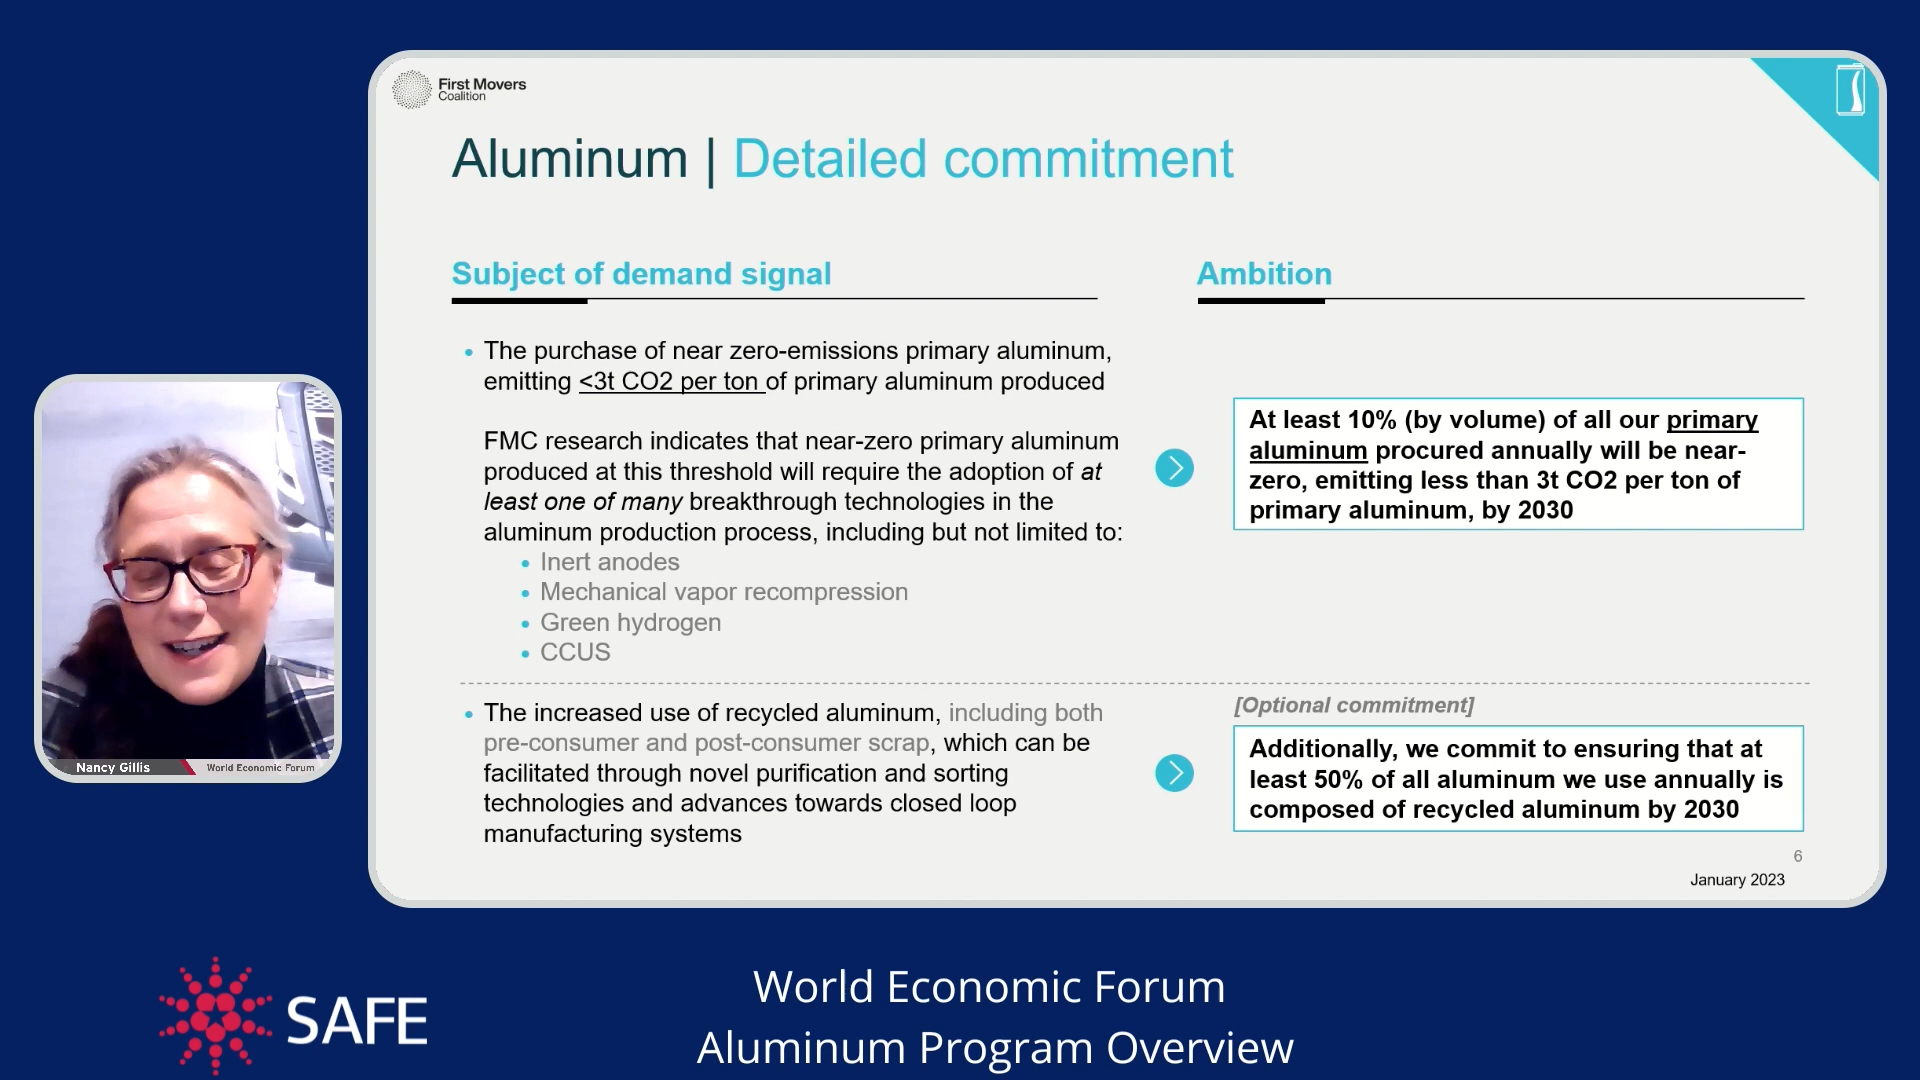 First Movers
Coalition
Aluminum | Detailed commitment
Subject of demand signal
• The purchase of near zero-emissions primary aluminum,
emitting <3t CO2 per ton of primary aluminum produced
FMC research indicates that near-zero primary aluminum
produced at this threshold will require the adoption of at
least one of many breakthrough technologies in the
aluminum production process, including but not limited to:
• Inert anodes
• Mechanical vapor recompression
• Green hydrogen
• CCUS
• The increased use of recycled aluminum, including both
pre-consumer and post-consumer scrap, which can be
facilitated through novel purification and sorting
technologies and advances towards closed loop
manufacturing systems
Ambition
At least 10% (by volume) of all our primary
aluminum procured annually will be near-
zero, emitting less than 3t CO2 per ton of
primary aluminum, by 2030
[Optional commitment]
Additionally, we commit to ensuring that at
least 50% of all aluminum we use annually is
composed of recycled aluminum by 2030
6
January 2023
Nancy Gillis
World Economic Forum
SAFE
World Economic Forum
Aluminum Program Overview